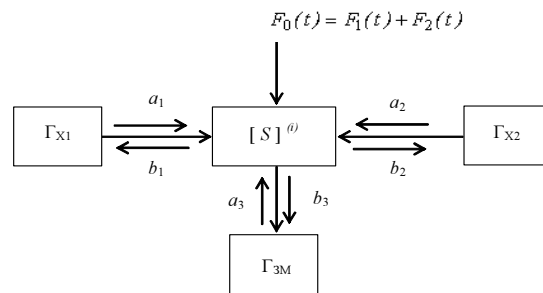 F₀(t) = F₁(t) + F₂(t)
a₁
a₂
Γ_X1
[ S ]⁽ⁱ⁾
Γ_X2
b₁
b₂
a₃
b₃
Γ_ЗМ